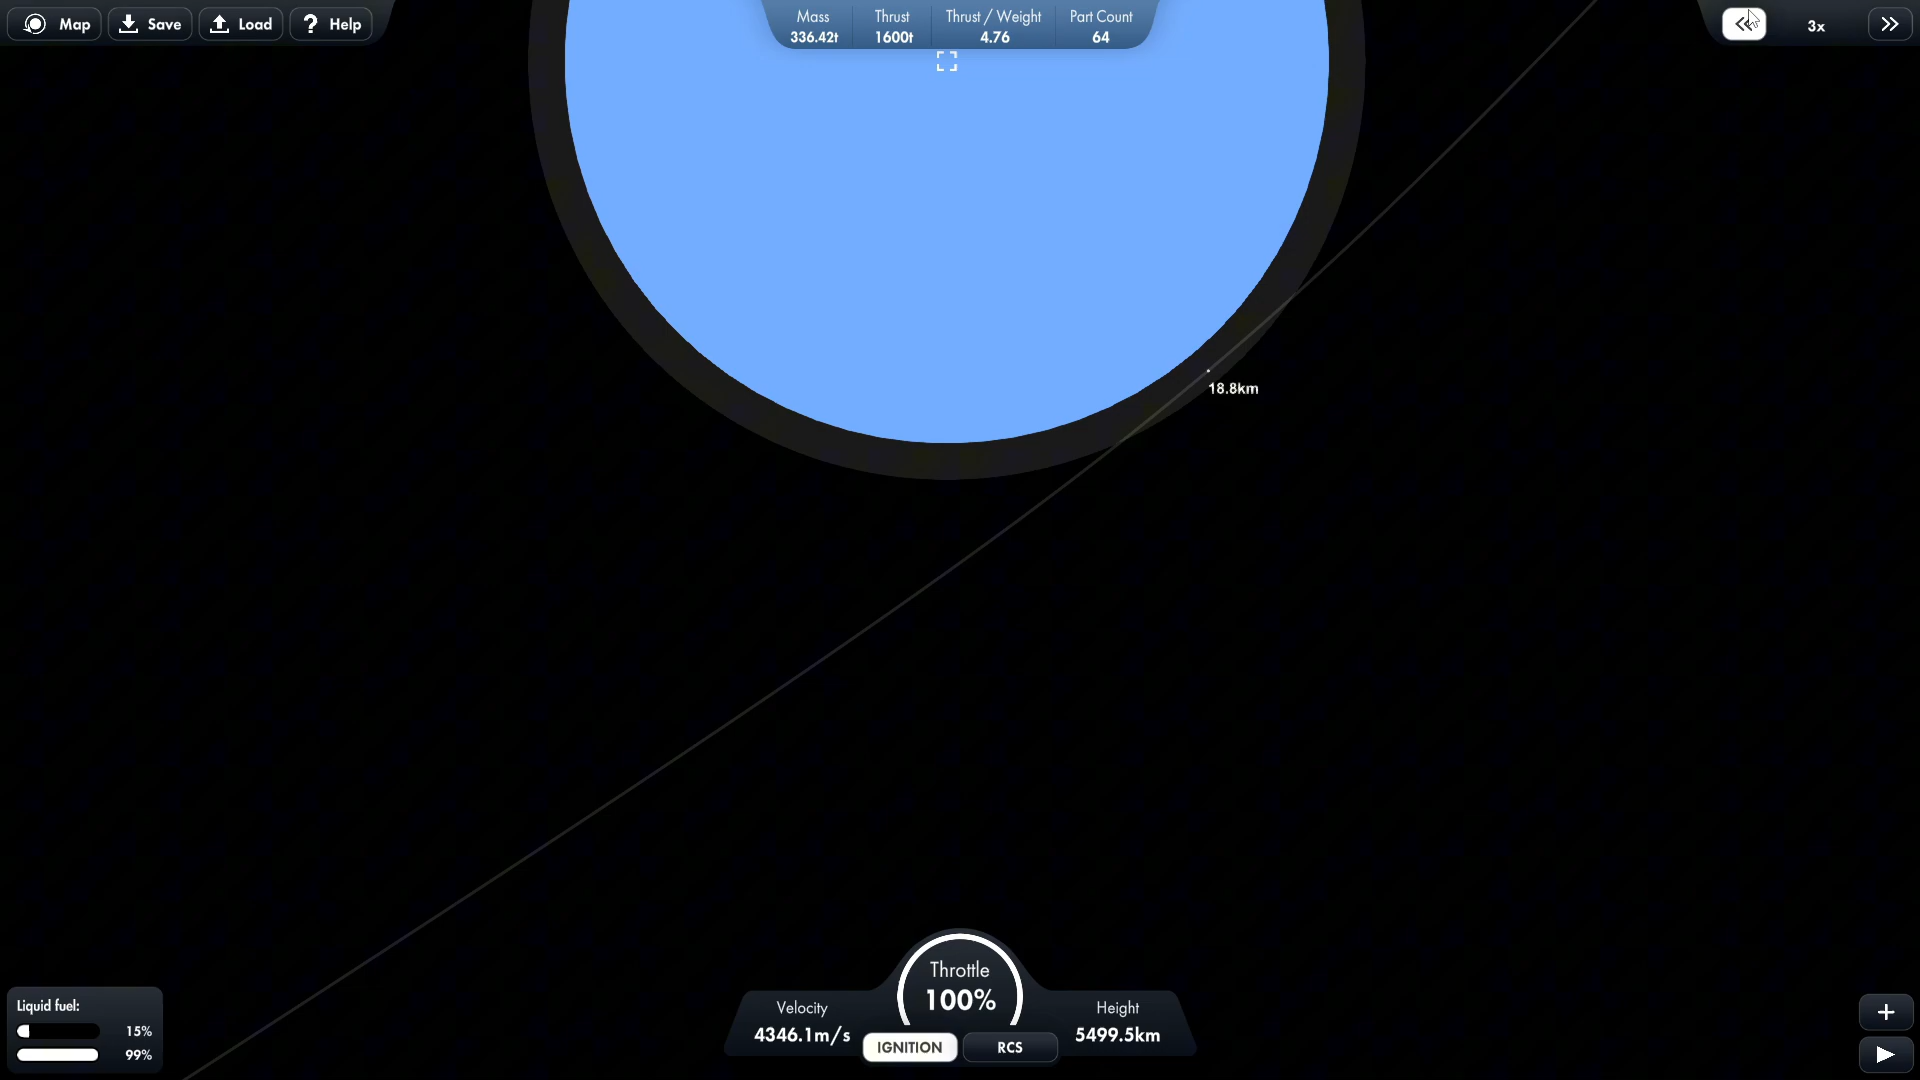 Map
Save
Load
Help
Mass
336.42t
Thrust
1600t
Thrust / Weight
4.76
Part Count
64
3x
18.8km
Liquid fuel:
15%
99%
Velocity
4346.1m/s
Throttle
100%
IGNITION
RCS
Height
5499.5km